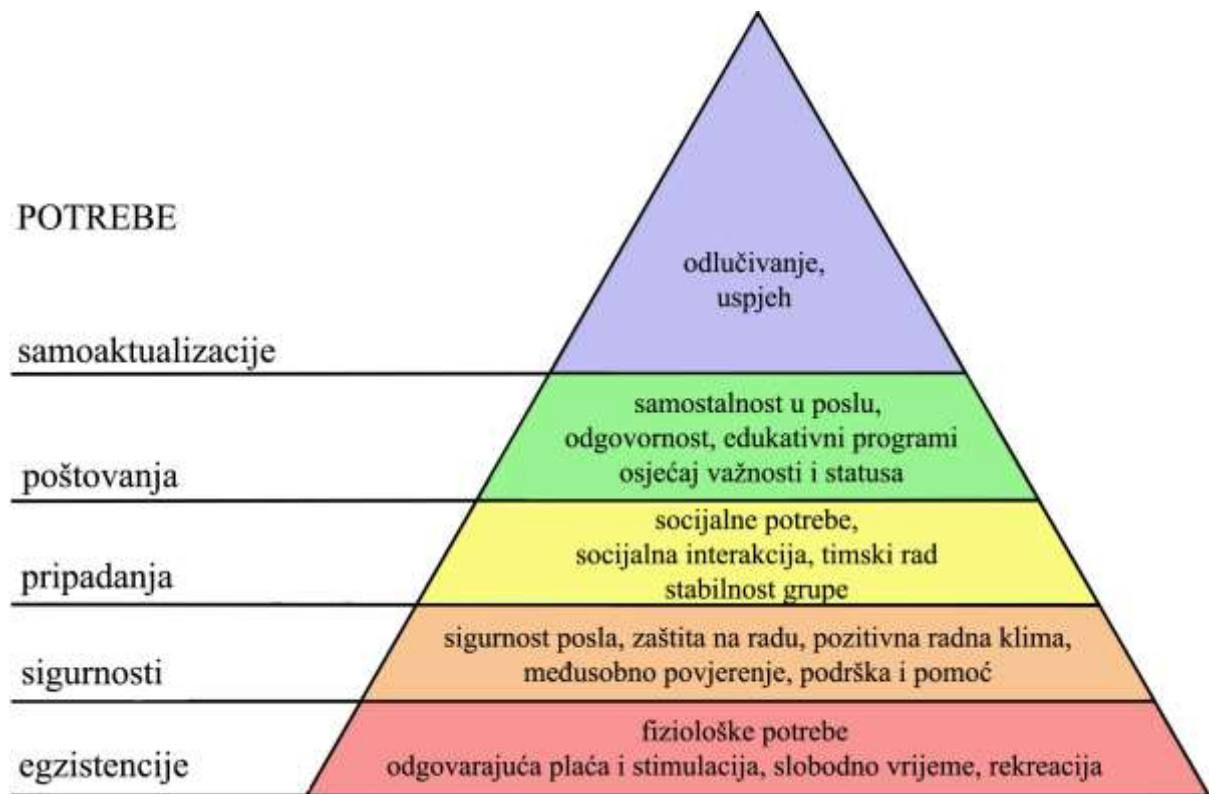 POTREBE
odlučivanje,
uspjeh
samoaktualizacije
samostalnost u poslu,
odgovornost, edukativni programi
osjećaj važnosti i statusa
poštovanja
socijalne potrebe,
socijalna interakcija, timski rad
stabilnost grupe
pripadanja
sigurnost posla, zaštita na radu, pozitivna radna klima,
međusobno povjerenje, podrška i pomoć
sigurnosti
fiziološke potrebe
odgovarajuća plaća i stimulacija, slobodno vrijeme, rekreacija
egzistencije